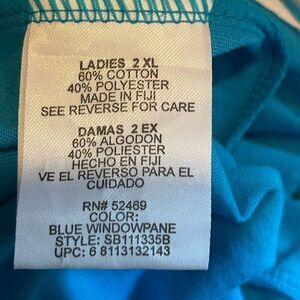 LADIES 2 XL
60% COTTON
40% POLYESTER
MADE IN FIJI
SEE REVERSE FOR CARE
DAMAS 2 EX
60% ALGODON
40% POLIESTER
HECHO EN FIJI
VE EL REVERSO PARA EL
CUIDADO
RN# 52469
COLOR:
BLUE WINDOWPANE
STYLE: SB111335B
UPC: 6 8113132143